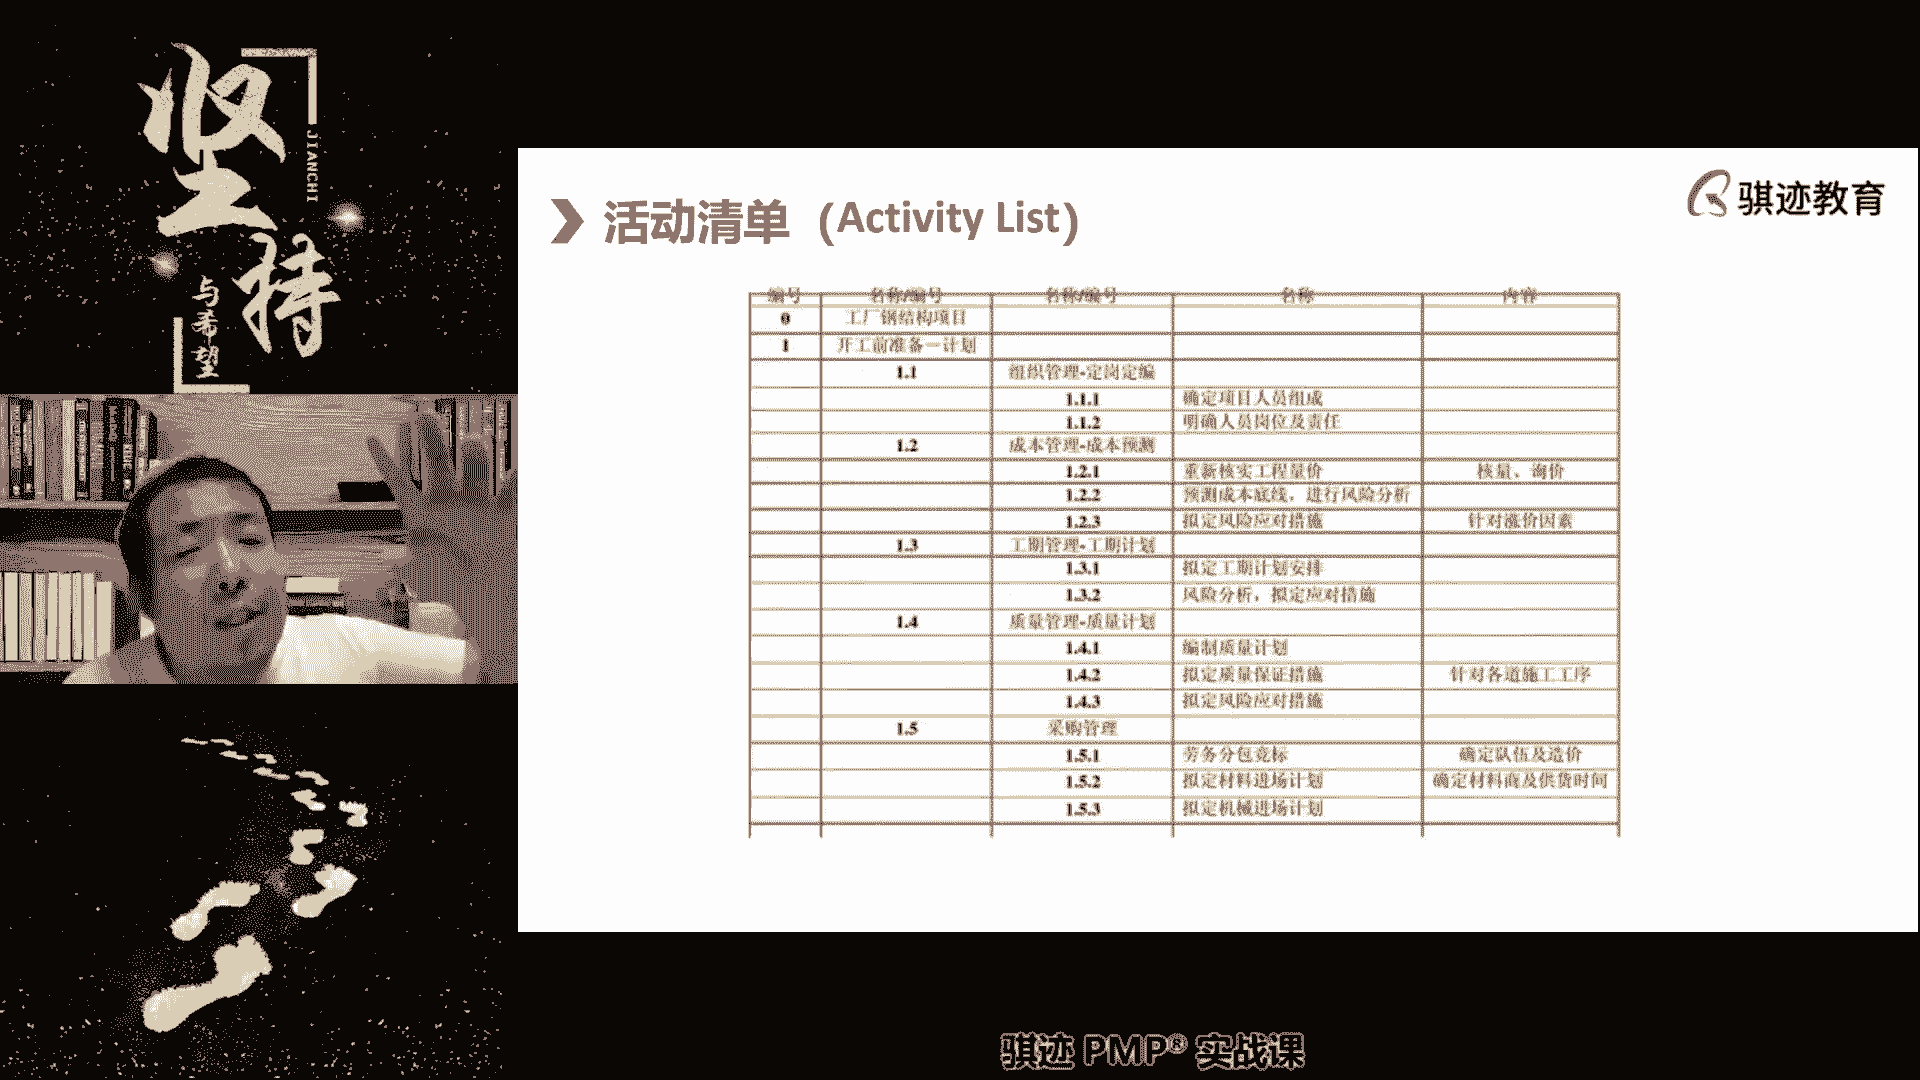 坚持
JIANCHI
与希望
活动清单（Activity List）
骐迹教育
编号 名称/编号 名称/编号 名称 内容
0 工厂钢结构项目
1 开工前准备—计划
1.1 组织管理-定岗定编
1.1.1 确定项目人员组成
1.1.2 明确人员岗位及责任
1.2 成本管理-成本预测
1.2.1 重新核实工程量价 核量、询价
1.2.2 预测成本底线，进行风险分析
1.2.3 拟定风险应对措施 针对涨价因素
1.3 工期管理-工期计划
1.3.1 拟定工期计划安排
1.3.2 风险分析，拟定应对措施
1.4 质量管理-质量计划
1.4.1 编制质量计划
1.4.2 拟定质量保证措施 针对各道施工工序
1.4.3 拟定风险应对措施
1.5 采购管理
1.5.1 劳务分包竞标 确定队伍及造价
1.5.2 拟定材料进场计划 确定材料商及供货时间
1.5.3 拟定机械进场计划
骐迹 PMP® 实战课